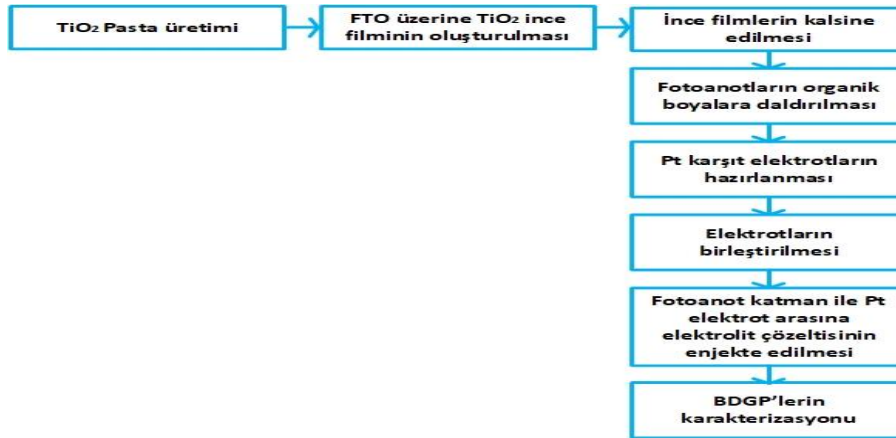 TiO₂ Pasta üretimi
FTO üzerine TiO₂ ince
filminin oluşturulması
İnce filmlerin kalsine
edilmesi
Fotoanotların organik
boyalara daldırılması
Pt karşıt elektrotların
hazırlanması
Elektrotların
birleştirilmesi
Fotoanot katman ile Pt
elektrot arasına
elektrolit çözeltisinin
enjekte edilmesi
BDGP’lerin
karakterizasyonu